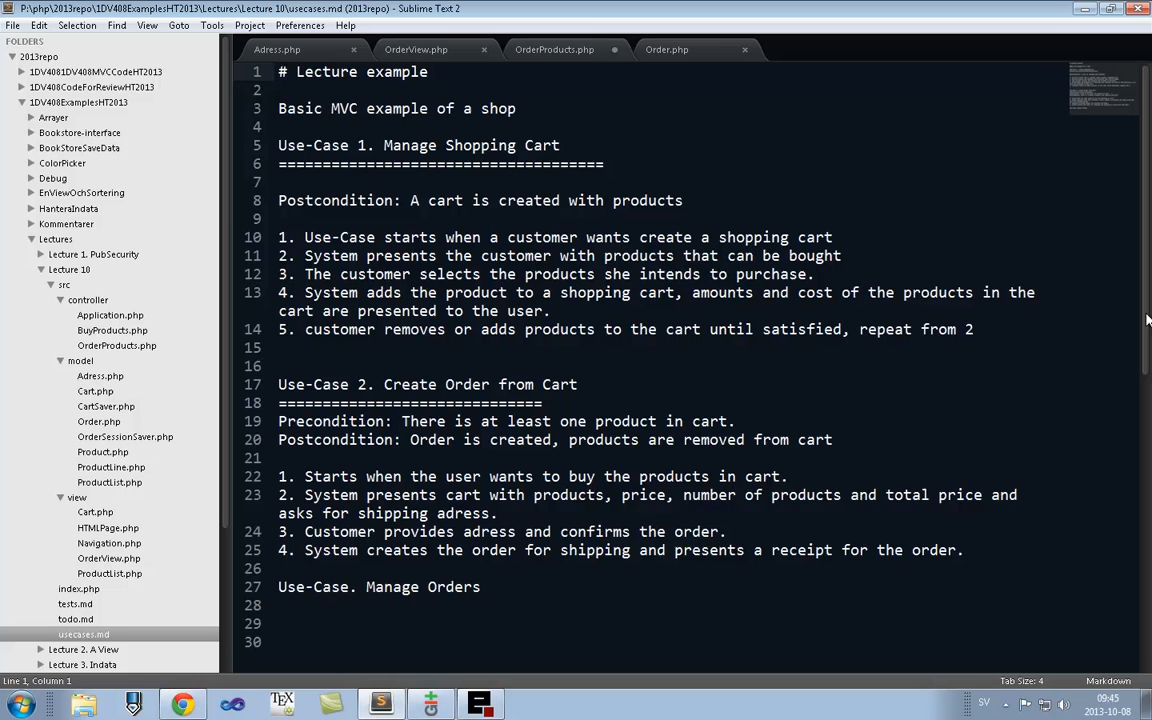 P:\php\2013repo\1DV408ExamplesHT2013\Lectures\Lecture 10\usecases.md (2013repo) - Sublime Text 2
File Edit Selection Find View Goto Tools Project Preferences Help
FOLDERS
2013repo
1DV4081DV408MVCCodeHT2013
1DV408CodeForReviewHT2013
1DV408ExamplesHT2013
Arrayer
Bookstore-interface
BookStoreSaveData
ColorPicker
Debug
EnViewOchSortering
HanteraIndata
Kommentarer
Lectures
Lecture 1. PubSecurity
Lecture 10
src
controller
Application.php
BuyProducts.php
OrderProducts.php
model
Adress.php
Cart.php
CartSaver.php
Order.php
OrderSessionSaver.php
Product.php
ProductLine.php
ProductList.php
view
Cart.php
HTMLPage.php
Navigation.php
OrderView.php
ProductList.php
index.php
tests.md
todo.md
usecases.md
Lecture 2. A View
Lecture 3. Indata
Adress.php OrderView.php OrderProducts.php Order.php
1 # Lecture example
2
3 Basic MVC example of a shop
4
5 Use-Case 1. Manage Shopping Cart
6 =====================================
7
8 Postcondition: A cart is created with products
9
10 1. Use-Case starts when a customer wants create a shopping cart
11 2. System presents the customer with products that can be bought
12 3. The customer selects the products she intends to purchase.
13 4. System adds the product to a shopping cart, amounts and cost of the products in the
cart are presented to the user.
14 5. customer removes or adds products to the cart until satisfied, repeat from 2
15
16
17 Use-Case 2. Create Order from Cart
18 ==============================
19 Precondition: There is at least one product in cart.
20 Postcondition: Order is created, products are removed from cart
21
22 1. Starts when the user wants to buy the products in cart.
23 2. System presents cart with products, price, number of products and total price and
asks for shipping adress.
24 3. Customer provides adress and confirms the order.
25 4. System creates the order for shipping and presents a receipt for the order.
26
27 Use-Case. Manage Orders
28
29
30
Line 1, Column 1 Tab Size: 4 Markdown
SV 09:45
2013-10-08